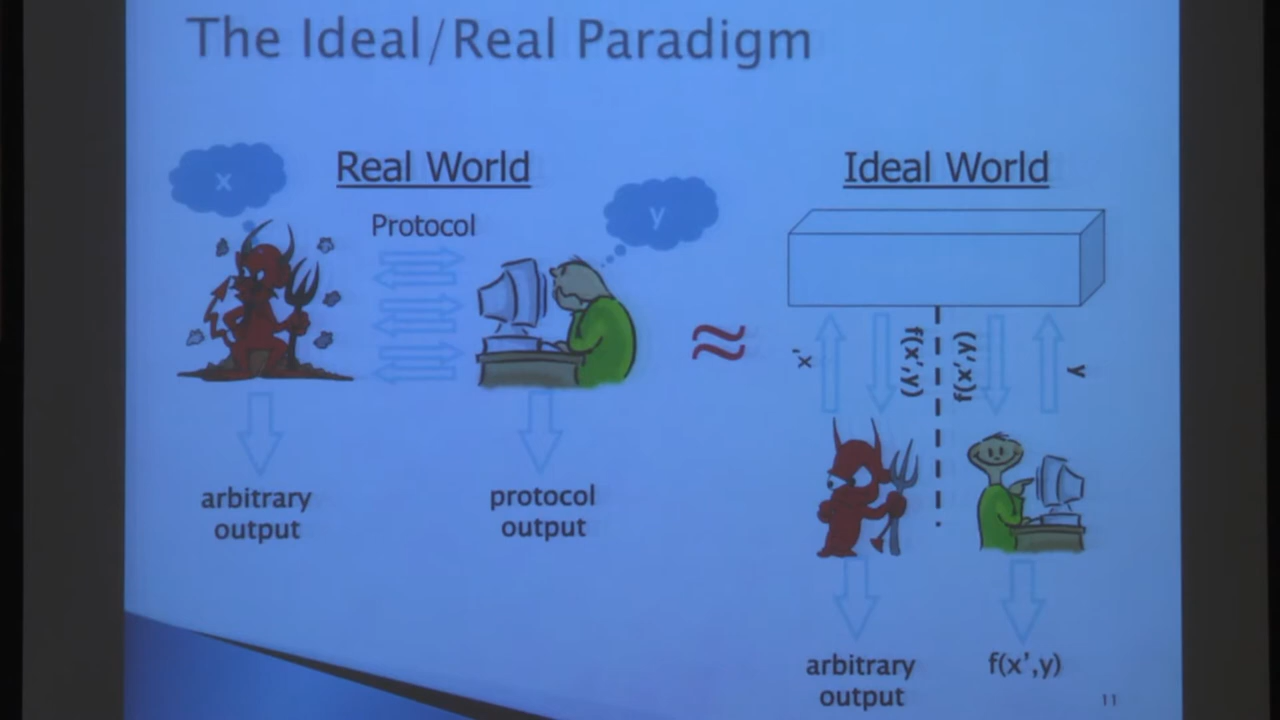 The Ideal/Real Paradigm
Real World
Ideal World
x
y
Protocol
x'
f(x',y)
f(x',y)
y
arbitrary
output
protocol
output
arbitrary
output
f(x',y)
11